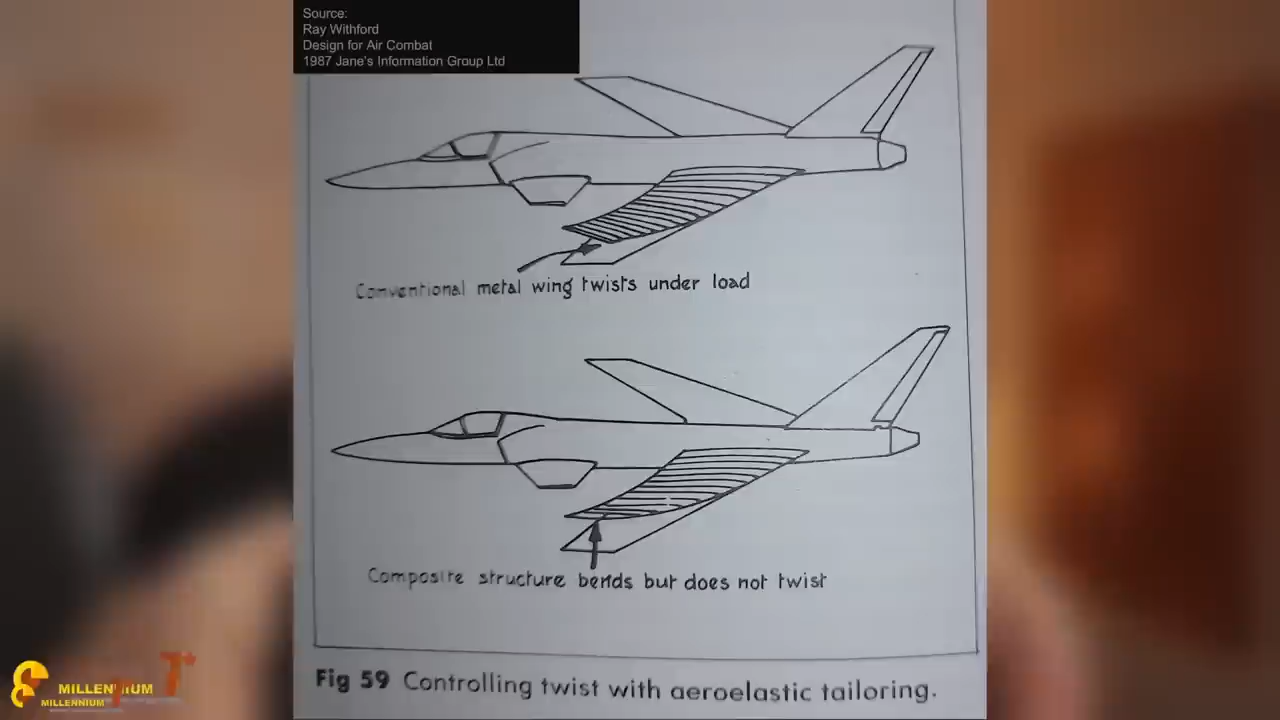 Source:
Ray Withford
Design for Air Combat
1987 Jane's Information Group Ltd
Conventional metal wing twists under load
Composite structure bends but does not twist
Fig 59 Controlling twist with aeroelastic tailoring.
MILLENNIUM
MILLENNIUM